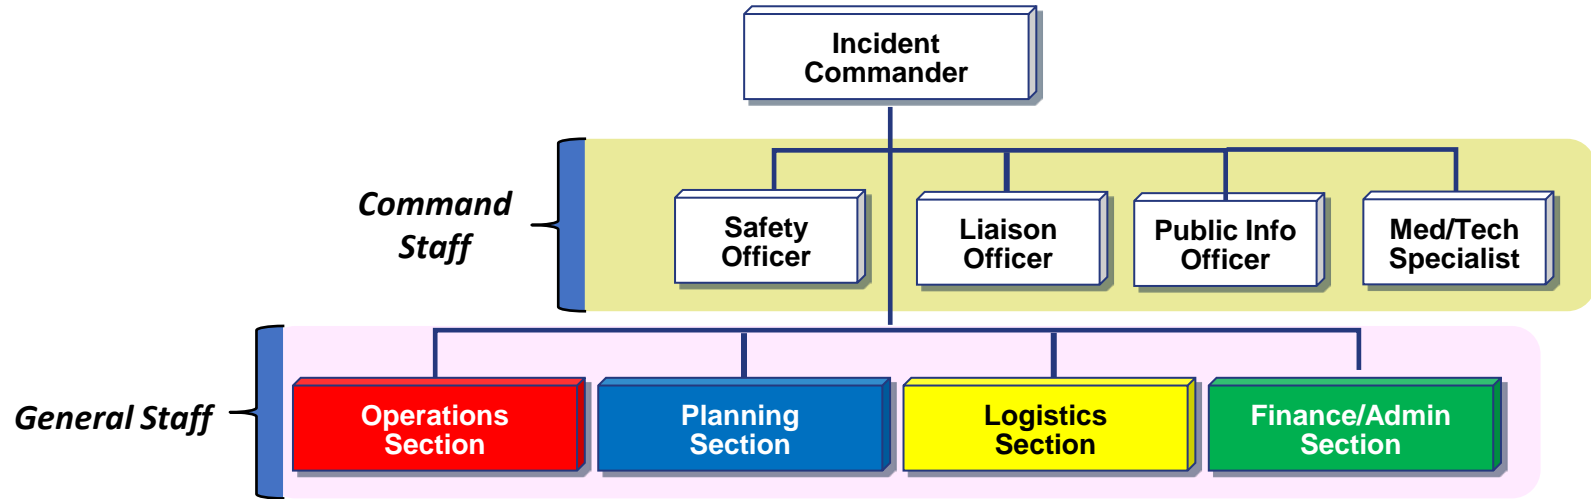 Incident
Commander
Command
Staff
Safety
Officer
Liaison
Officer
Public Info
Officer
Med/Tech
Specialist
General Staff
Operations
Section
Planning
Section
Logistics
Section
Finance/Admin
Section